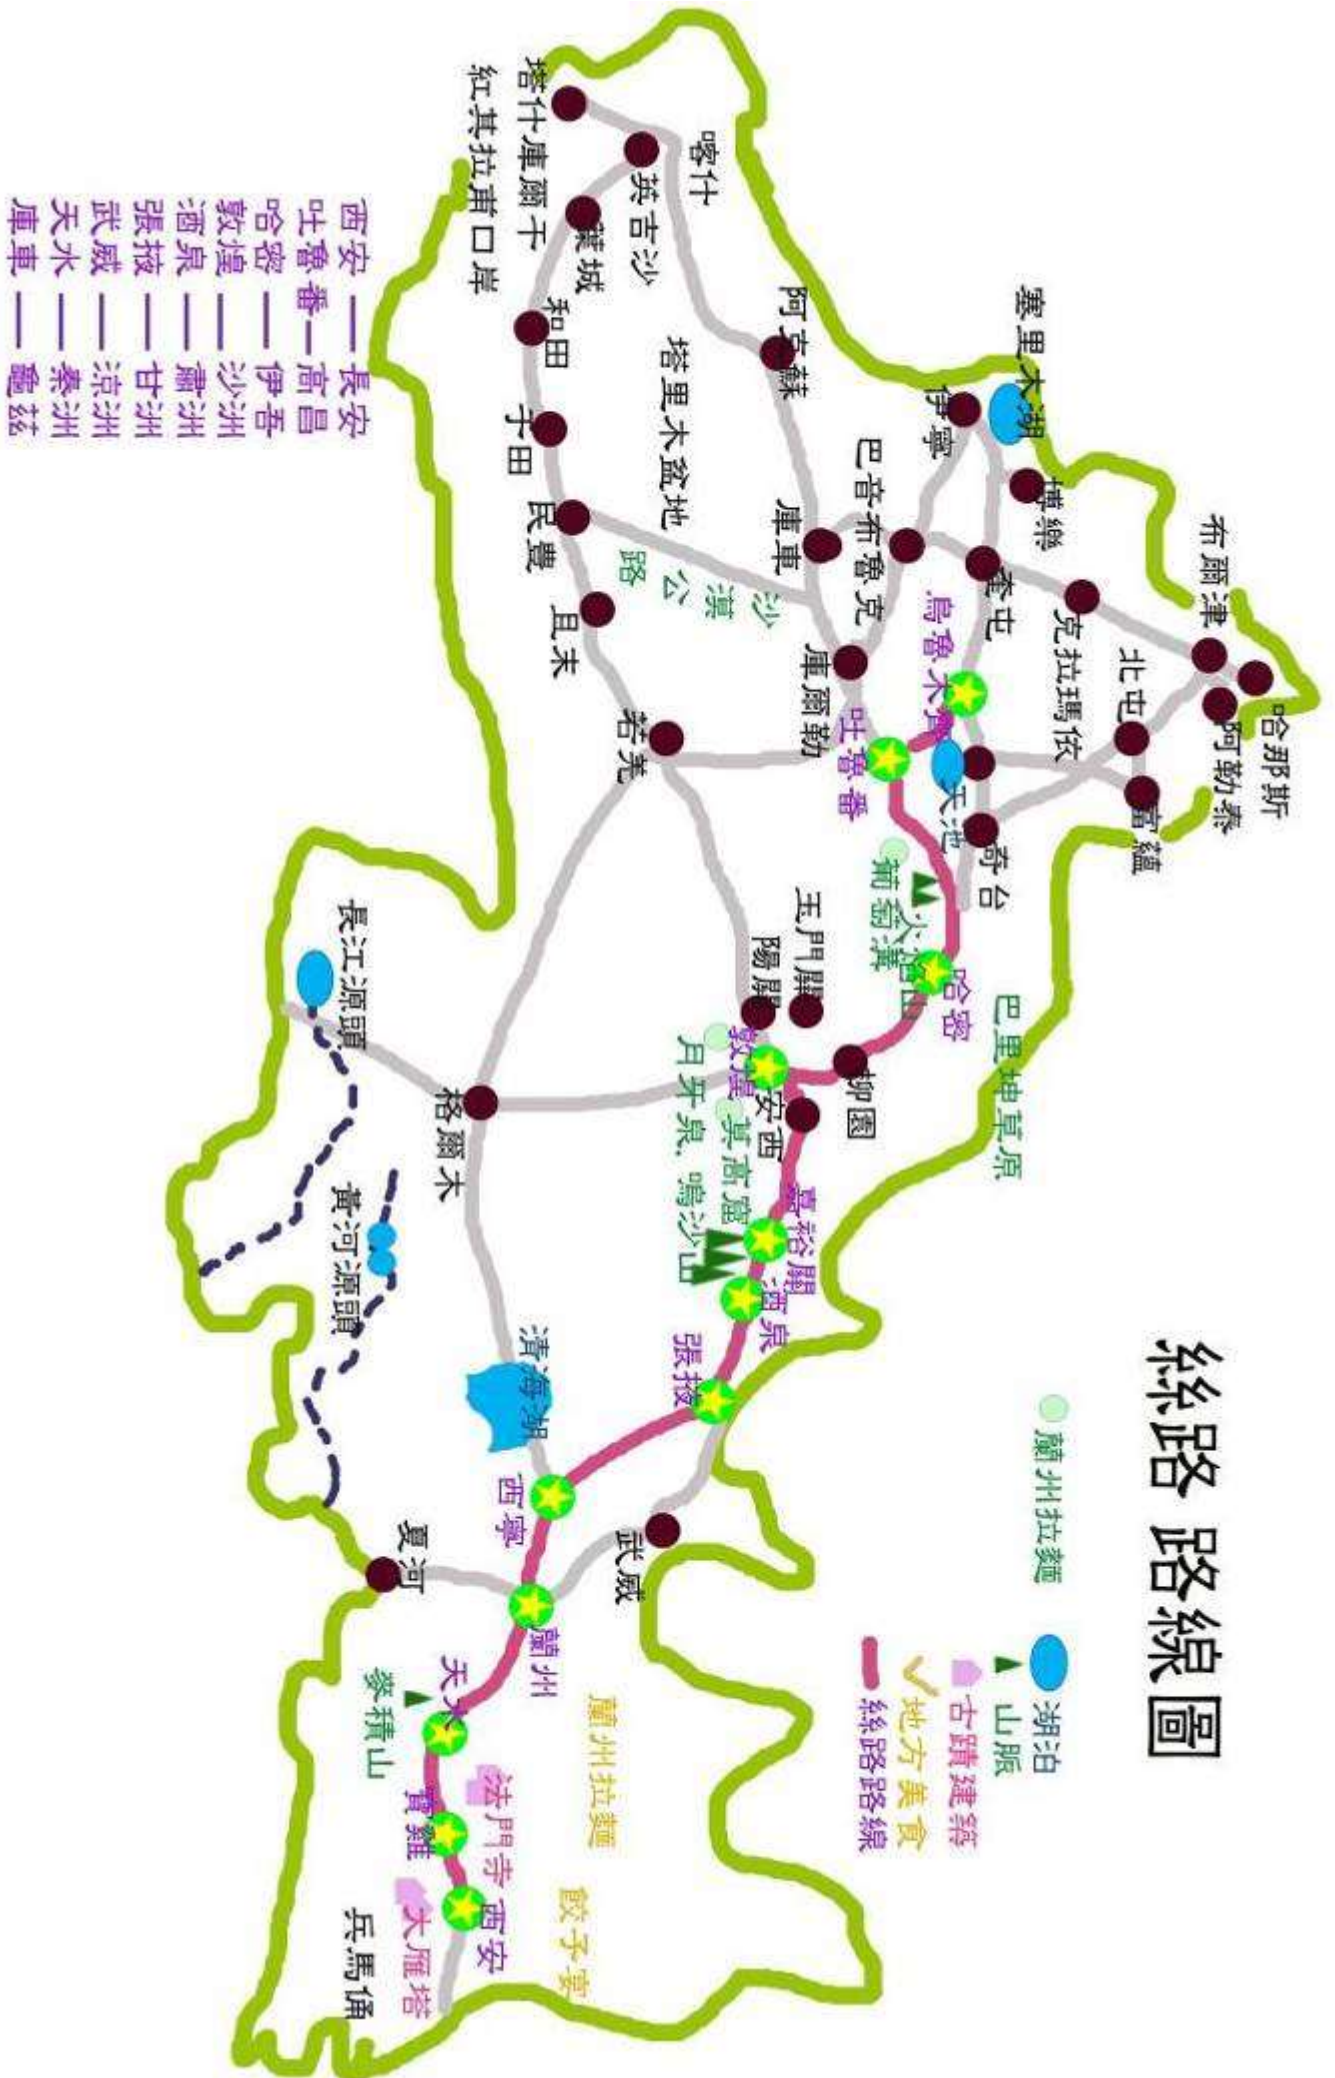 絲路 路線圖
蘭州拉麵
湖泊
山脈
古蹟建築
地方美食
絲路路線
哈那斯
阿勒泰
布爾津
富蘊
北屯
克拉瑪依
塞里木湖
博樂
奎屯
奇台
伊寧
烏魯木齊
天池
巴里坤草原
巴音布魯克
吐魯番
葡萄溝
火焰山
哈密
阿克蘇
庫車
庫爾勒
玉門關
陽關
柳園
喀什
塔里木盆地
沙漠公路
敦煌
安西
莫高窟
月牙泉、鳴沙山
嘉裕關
酒泉
張掖
英吉沙
葉城
塔什庫爾干
紅其拉甫口岸
和田
于田
民豊
且末
若羌
武威
格爾木
清海湖
西寧
蘭州
蘭州拉麵
餃子宴
長江源頭
黃河源頭
夏河
天水
麥積山
法門寺
寶雞
西安
大雁塔
兵馬俑
西安——長安
吐魯番—高昌
哈密——伊吾
敦煌——沙洲
酒泉——肅洲
張掖——甘洲
武威——涼洲
天水——秦洲
庫車——龜茲